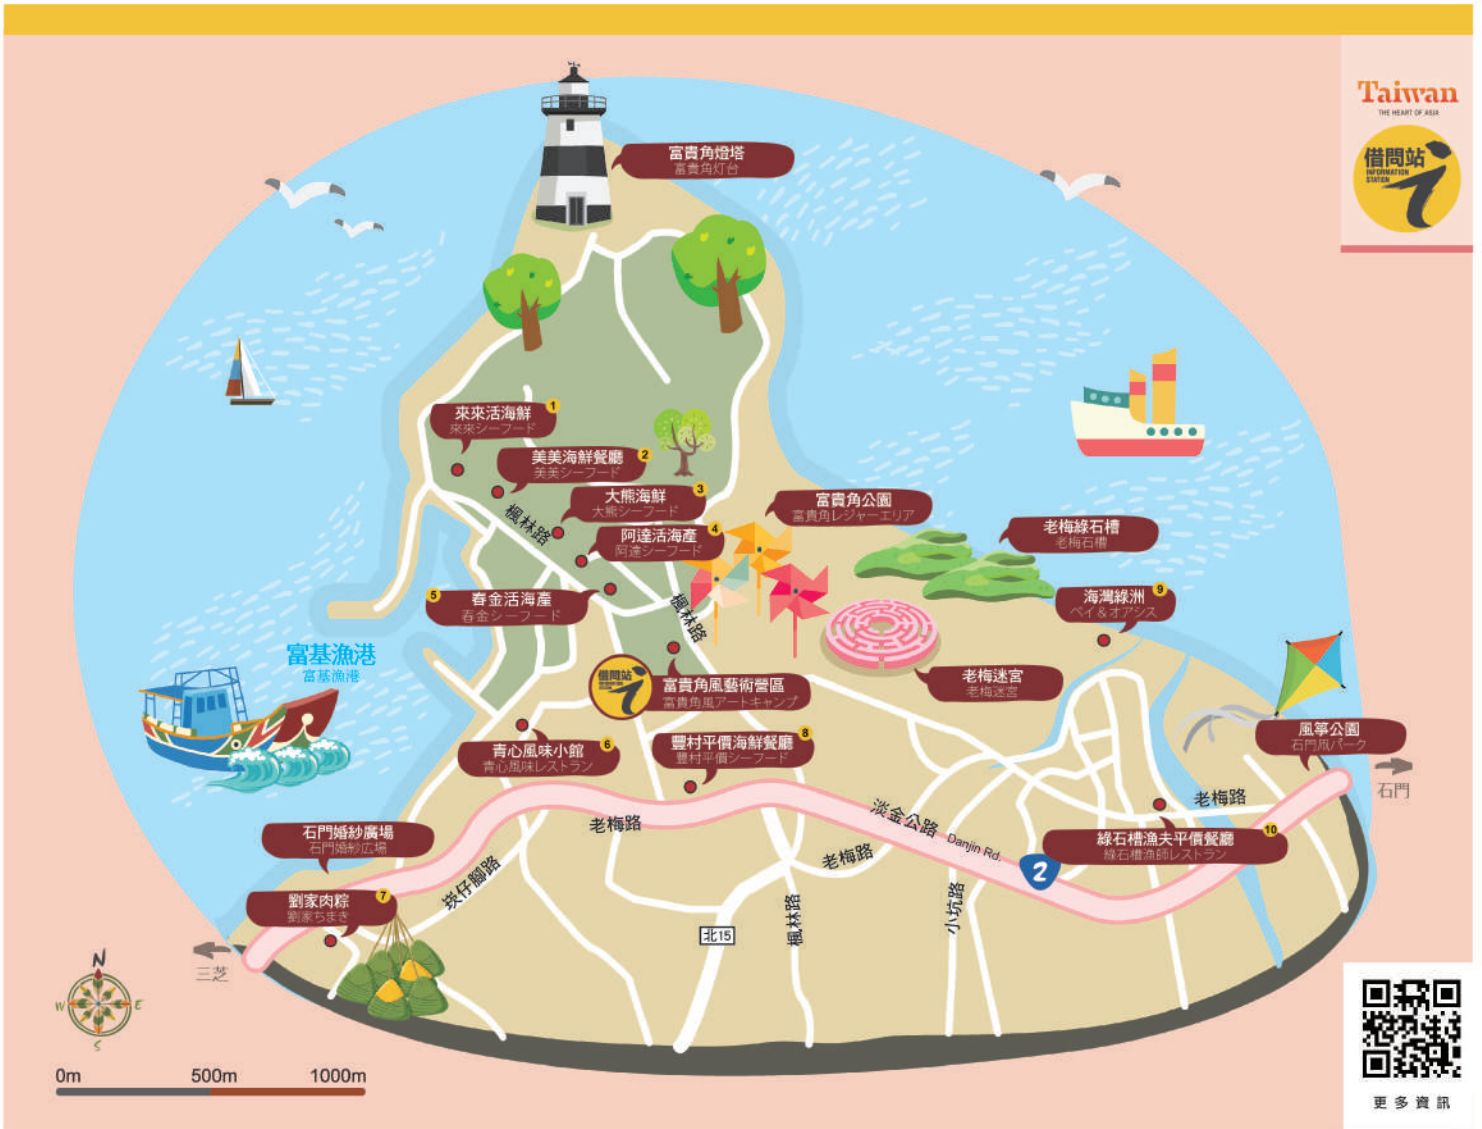 Taiwan
THE HEART OF ASIA
借問站
INFORMATION
STATION
富貴角燈塔
富貴角灯台
來來活海鮮
1
來來シーフード
美美海鮮餐廳
2
美美シーフード
大熊海鮮
3
大熊シーフード
富貴角公園
富貴角レジャーエリア
楓林路
阿達活海產
4
阿達シーフード
老梅綠石槽
老梅石槽
5
春金活海產
春金シーフード
海灣綠洲
9
ベイ＆オアシス
楓林路
富基漁港
富基漁港
借問站
富貴角風藝術營區
富貴角風アートキャンプ
老梅迷宮
老梅迷宮
青心風味小館
6
青心風味レストラン
豐村平價海鮮餐廳
8
豐村平價シーフード
風箏公園
石門凧パーク
石門
老梅路
老梅路
淡金公路
Danjin Rd.
石門婚紗廣場
石門婚紗広場
綠石槽漁夫平價餐廳
10
綠石槽漁師レストラン
老梅路
2
崁仔腳路
劉家肉粽
7
劉家ちまき
楓林路
小坑路
北15
三芝
N
W
E
S
0m
500m
1000m
更多資訊